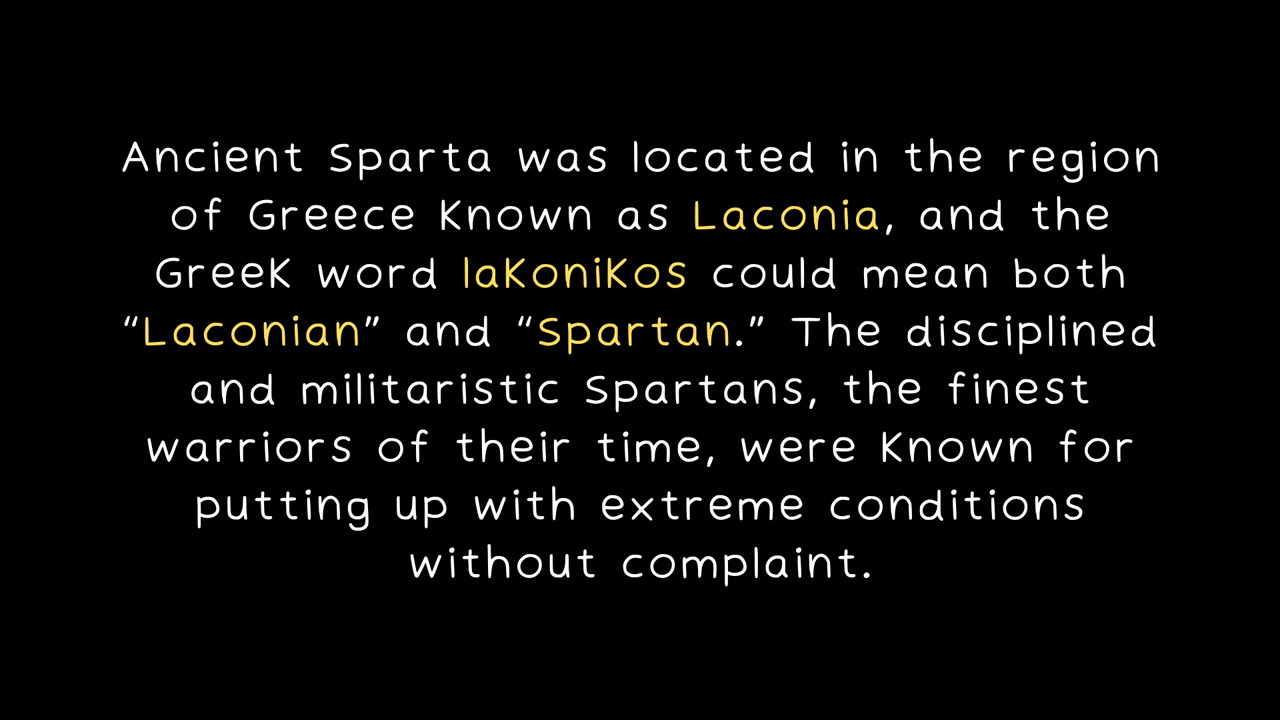 Ancient Sparta was located in the region
of Greece known as Laconia, and the
Greek word lakonikos could mean both
“Laconian” and “Spartan.” The disciplined
and militaristic Spartans, the finest
warriors of their time, were known for
putting up with extreme conditions
without complaint.